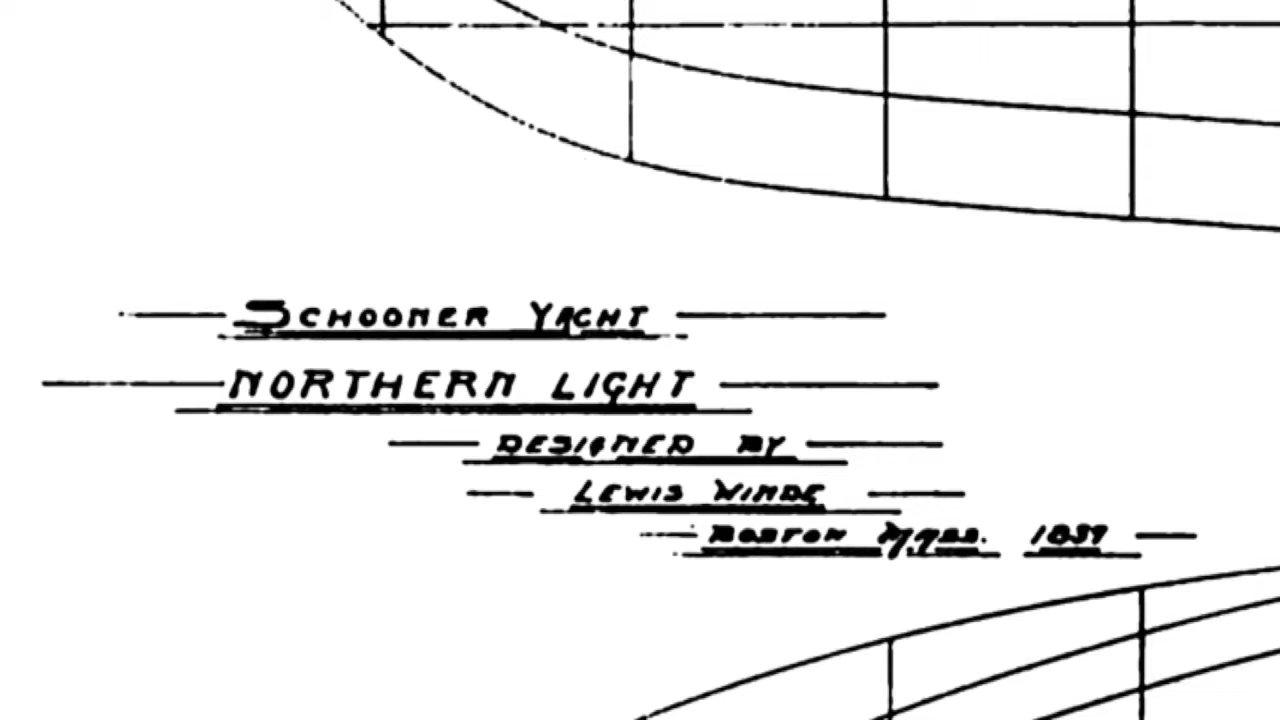 SCHOONER YACHT
NORTHERN LIGHT
DESIGNED BY
LEWIS WINDE
BOSTON MASS. 1839